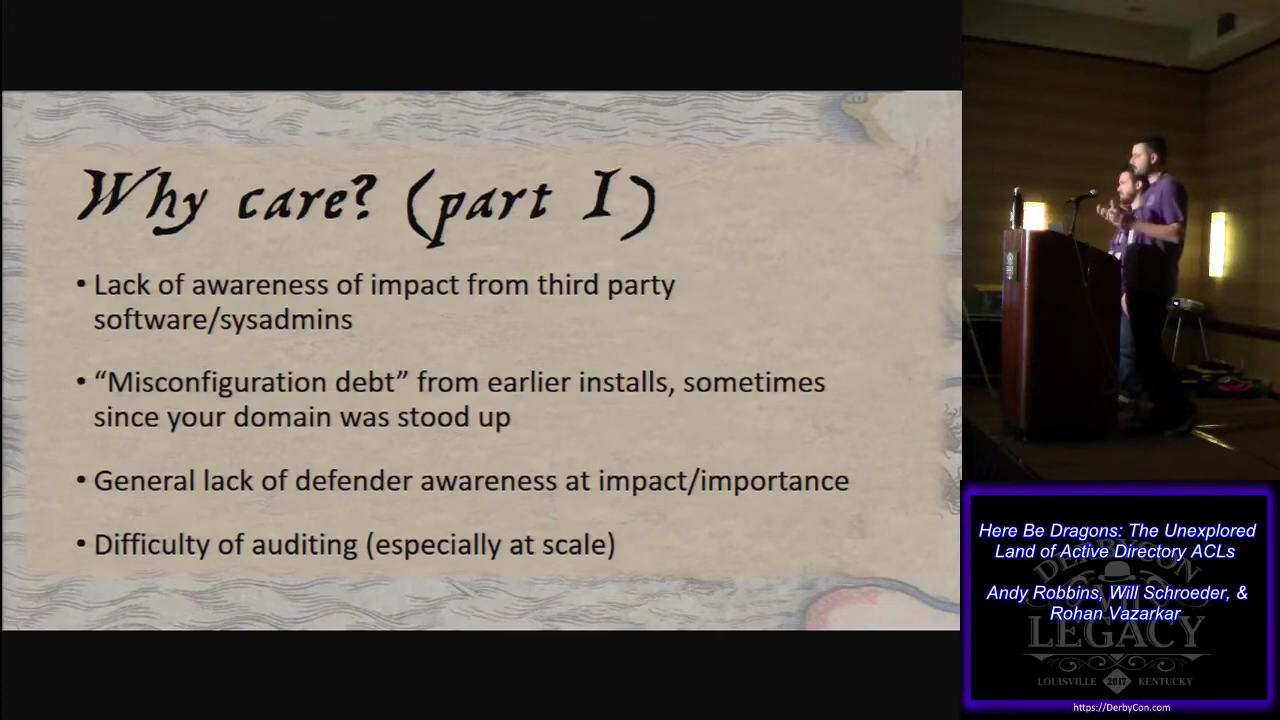 Why care? (part I)
• Lack of awareness of impact from third party
software/sysadmins
• “Misconfiguration debt” from earlier installs, sometimes
since your domain was stood up
• General lack of defender awareness at impact/importance
• Difficulty of auditing (especially at scale)
Here Be Dragons: The Unexplored
Land of Active Directory ACLs
Andy Robbins, Will Schroeder, &
Rohan Vazarkar
DERBYCON
VII
LEGACY
LOUISVILLE 2017 KENTUCKY
https://DerbyCon.com